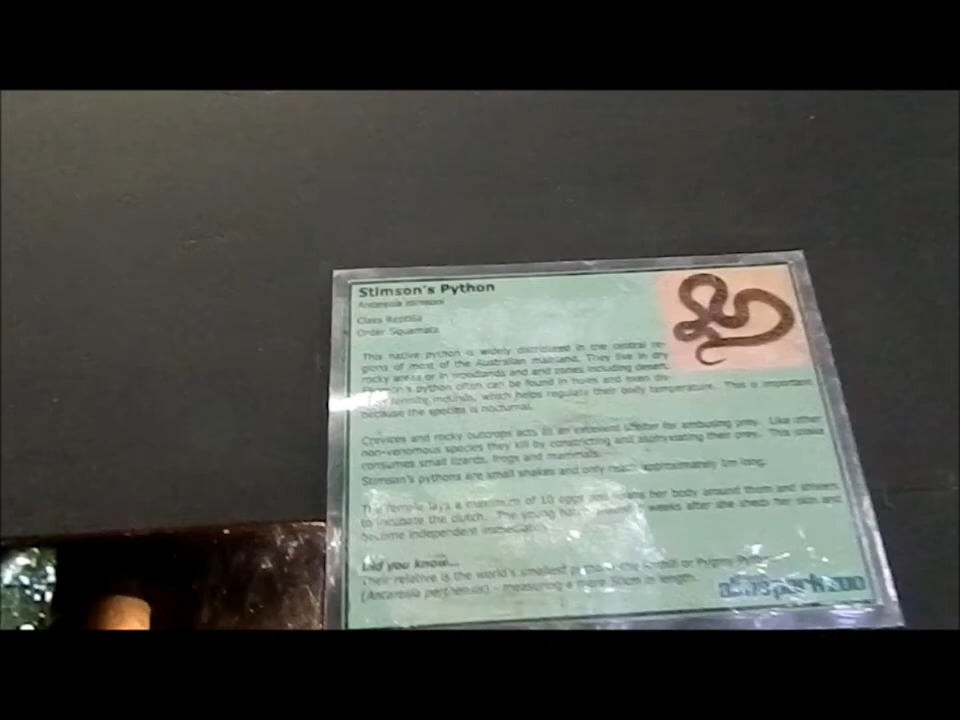 Stimson's Python
Antaresia stimsoni
Class Reptilia
Order Squamata
This native python is widely distributed in the central re-
gions of most of the Australian mainland. They live in dry
rocky areas or in woodlands and arid zones including desert.
Stimson's python often can be found in holes and even dis-
termite mounds, which helps regulate their body temperature. This is important
because the species is nocturnal.
Crevices and rocky outcrops acts as an excellent shelter for ambusing prey. Like other
non-venomous species they kill by constricting and asphyxiating their prey. This snake
consumes small lizards, frogs and mammals.
Stimson's pythons are small snakes and only reach approximately 1m long.
The female lays a maximum of 10 eggs and her body around them and shivers
to incubate the clutch. The young weeks after she sheds her skin and
become independent immediately.
Did you know...
Their relative is the world's smallest python - the or Pygmy Python
(Antaresia perthensis) - measuring a mere 50cm in length.